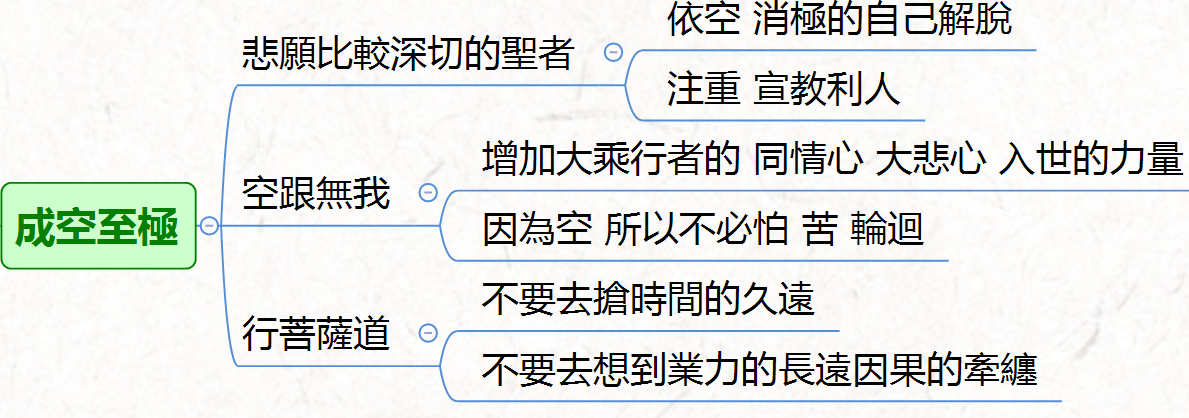 成空至極
悲願比較深切的聖者
依空 消極的自己解脫
注重 宣教利人
空跟無我
增加大乘行者的 同情心 大悲心 入世的力量
因為空 所以不必怕 苦 輪迴
行菩薩道
不要去搶時間的久遠
不要去想到業力的長遠因果的牽纏